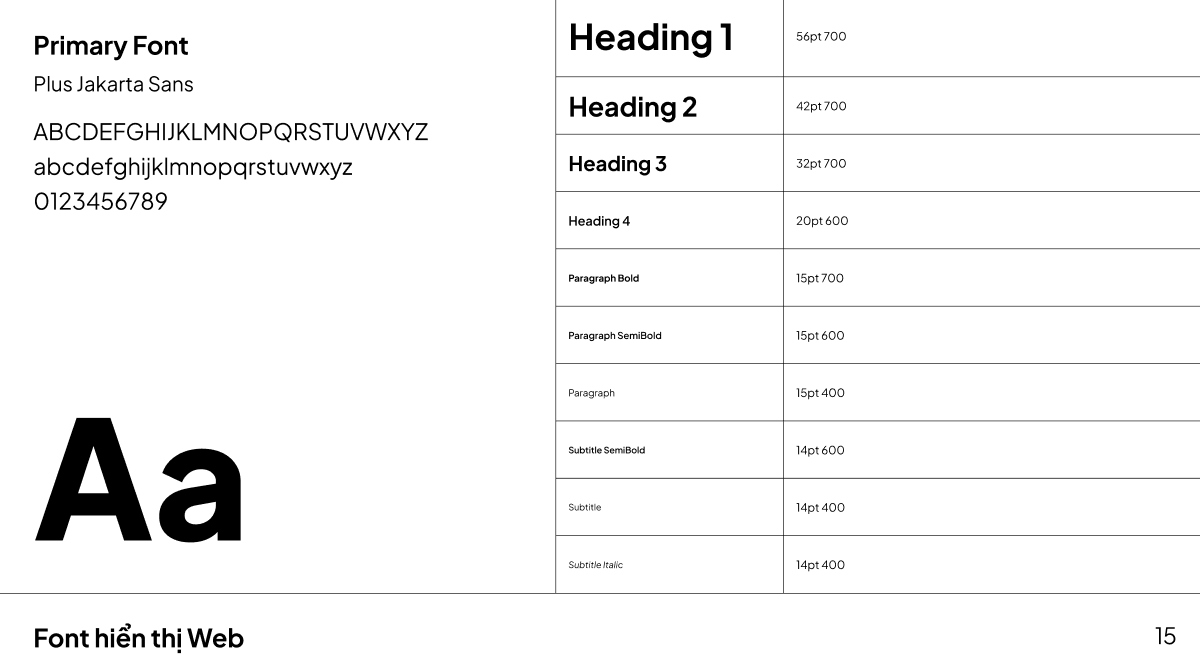 Primary Font
Plus Jakarta Sans
ABCDEFGHIJKLMNOPQRSTUVWXYZ
abcdefghijklmnopqrstuvwxyz
0123456789
Aa
Heading 1 56pt 700
Heading 2 42pt 700
Heading 3 32pt 700
Heading 4 20pt 600
Paragraph Bold 15pt 700
Paragraph SemiBold 15pt 600
Paragraph 15pt 400
Subtitle SemiBold 14pt 600
Subtitle 14pt 400
Subtitle Italic 14pt 400
Font hiển thị Web 15